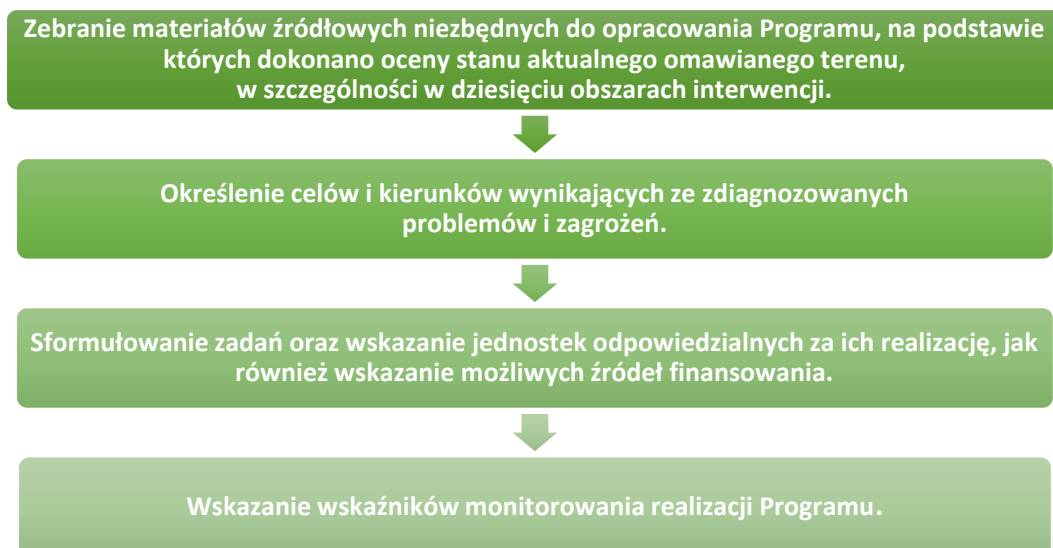 Zebranie materiałów źródłowych niezbędnych do opracowania Programu, na podstawie
których dokonano oceny stanu aktualnego omawianego terenu,
w szczególności w dziesięciu obszarach interwencji.
Określenie celów i kierunków wynikających ze zdiagnozowanych
problemów i zagrożeń.
Sformułowanie zadań oraz wskazanie jednostek odpowiedzialnych za ich realizację, jak
również wskazanie możliwych źródeł finansowania.
Wskazanie wskaźników monitorowania realizacji Programu.